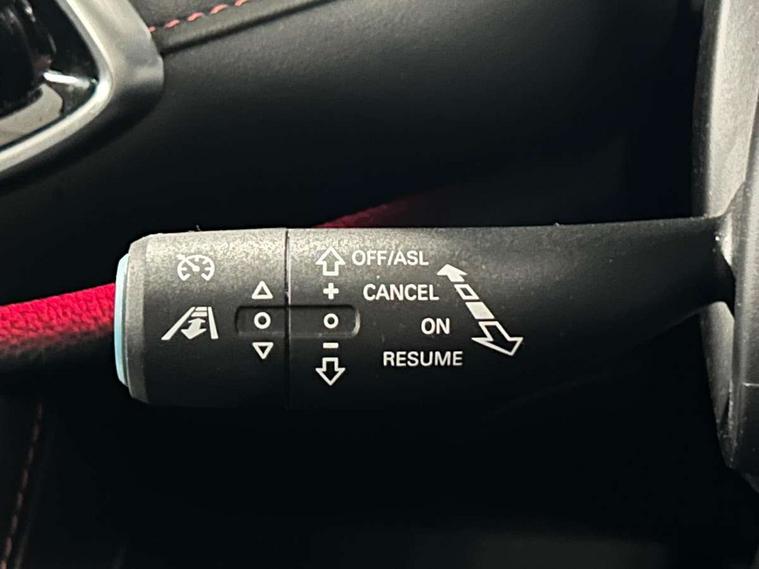 OFF/ASL
+ CANCEL
ON
−
RESUME